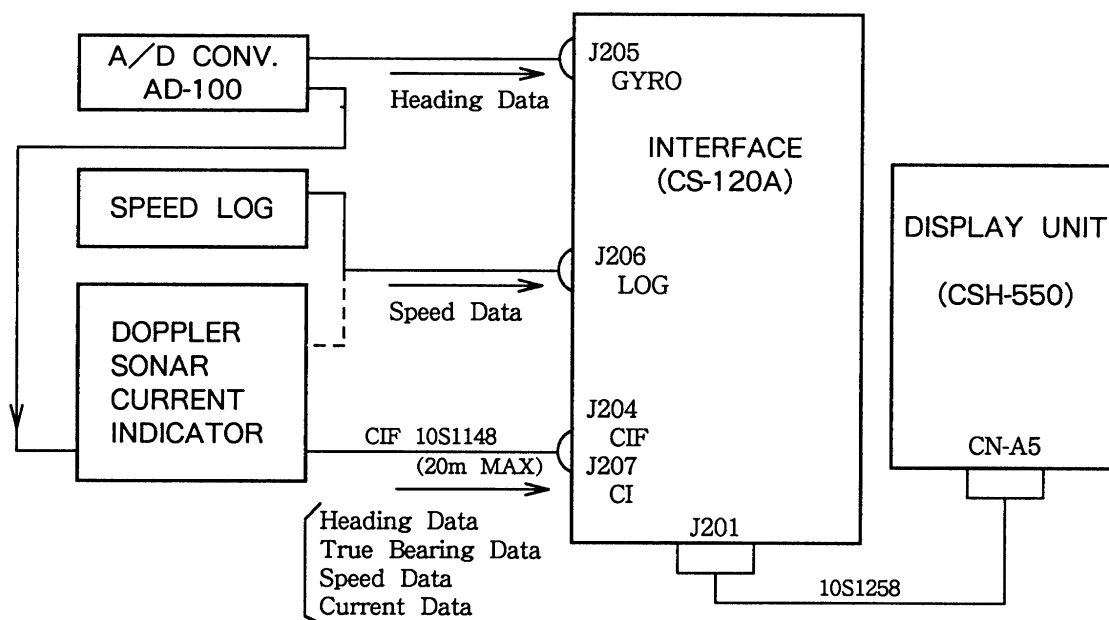 A/D CONV.
AD-100
Heading Data
J205
GYRO
INTERFACE
(CS-120A)
SPEED LOG
Speed Data
J206
LOG
DISPLAY UNIT
(CSH-550)
DOPPLER
SONAR
CURRENT
INDICATOR
CIF 10S1148
(20m MAX)
J204
CIF
J207
CI
CN-A5
Heading Data
True Bearing Data
Speed Data
Current Data
J201
10S1258